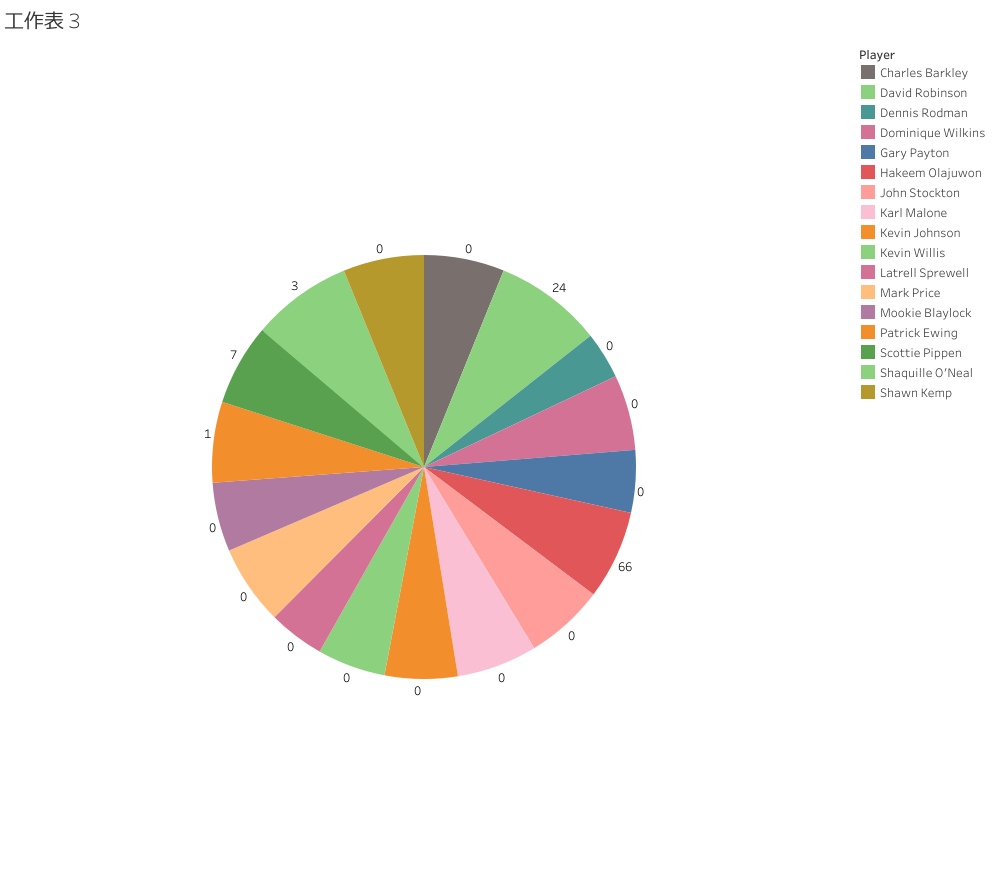 工作表 3
Player
Charles Barkley
David Robinson
Dennis Rodman
Dominique Wilkins
Gary Payton
Hakeem Olajuwon
John Stockton
Karl Malone
Kevin Johnson
Kevin Willis
Latrell Sprewell
Mark Price
Mookie Blaylock
Patrick Ewing
Scottie Pippen
Shaquille O'Neal
Shawn Kemp
0
24
0
0
0
66
0
0
0
0
0
0
0
1
7
3
0